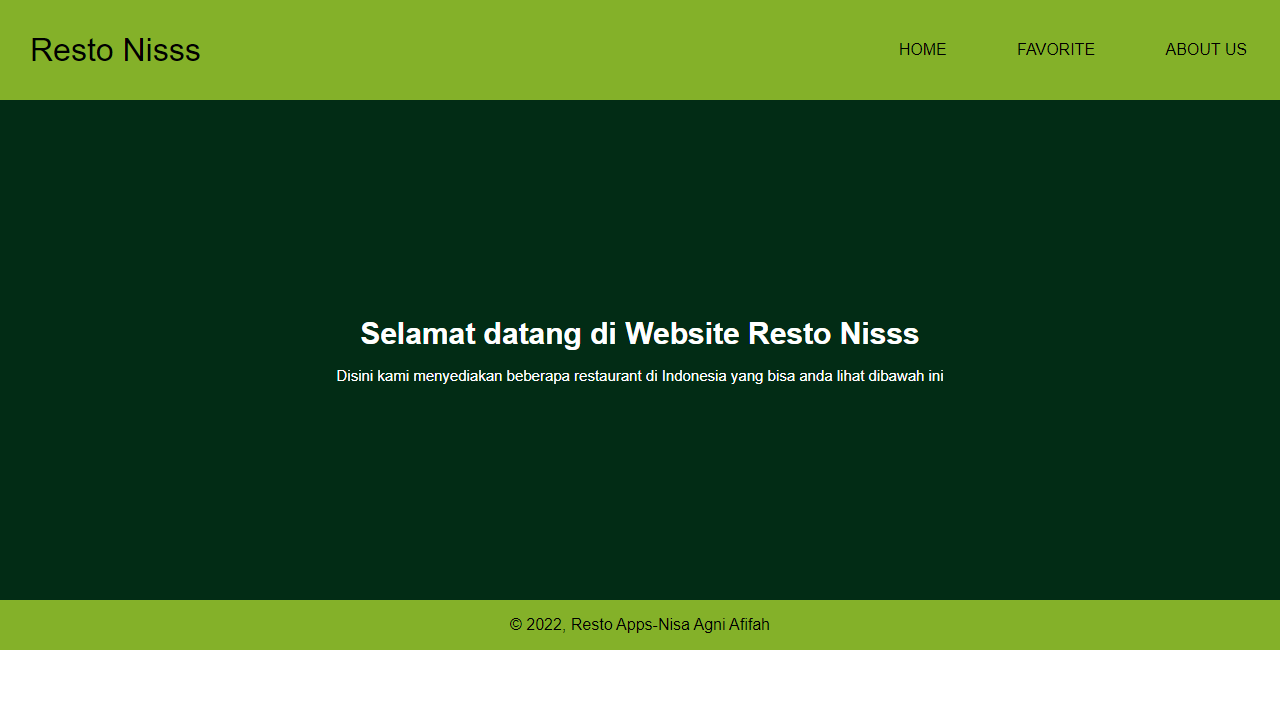 Resto Nisss
HOME
FAVORITE
ABOUT US
Selamat datang di Website Resto Nisss
Disini kami menyediakan beberapa restaurant di Indonesia yang bisa anda lihat dibawah ini
© 2022, Resto Apps-Nisa Agni Afifah